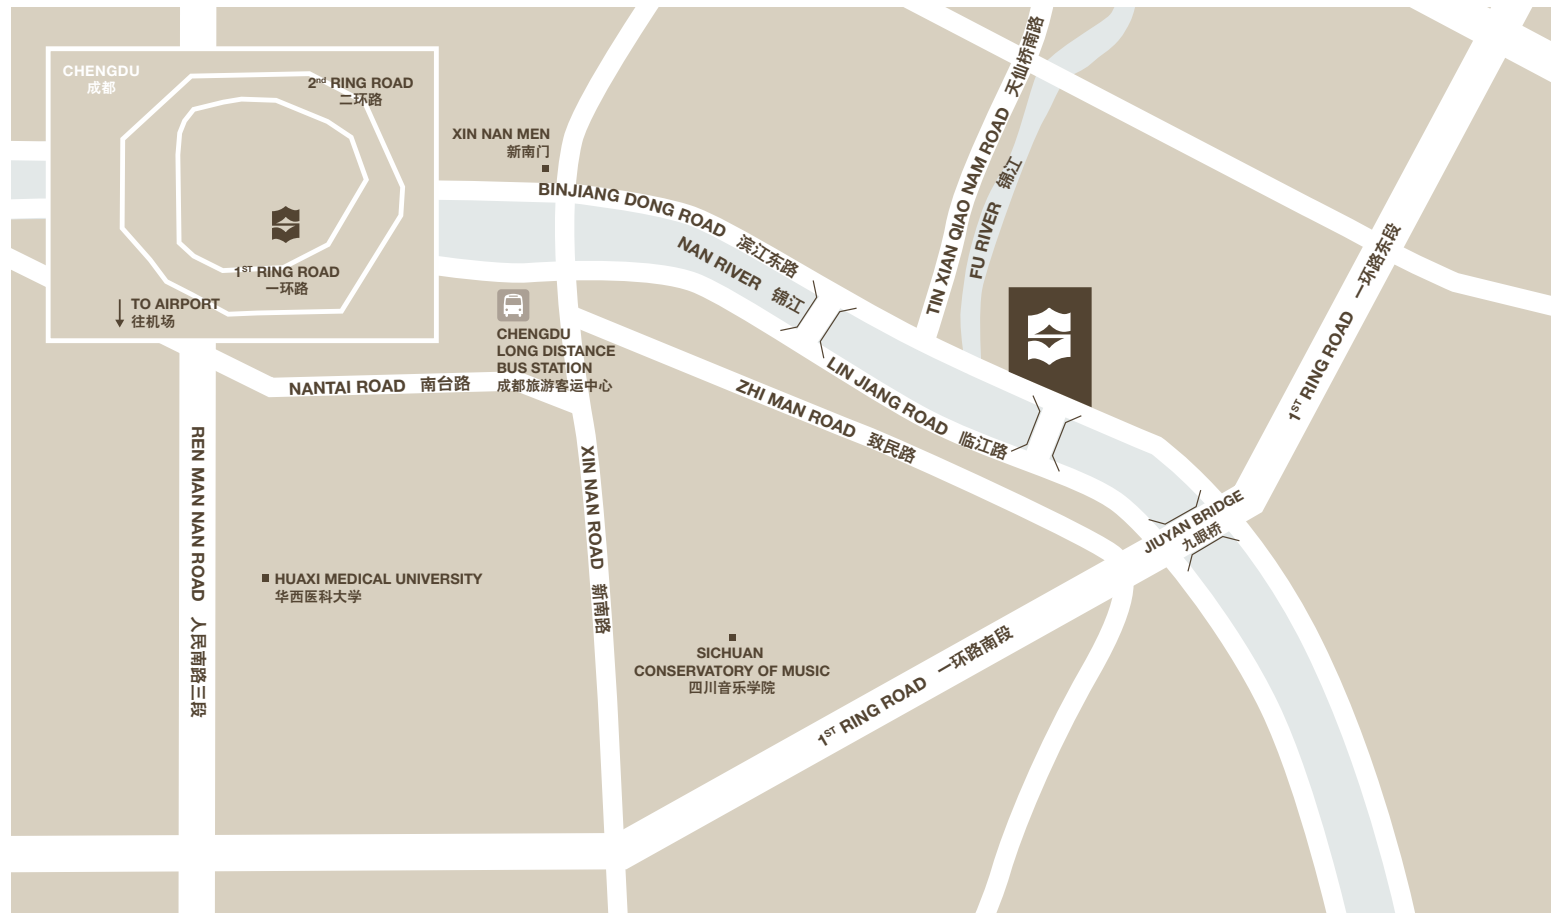 CHENGDU
成都
2nd RING ROAD
二环路
1ST RING ROAD
一环路
TO AIRPORT
往机场
XIN NAN MEN
新南门
BINJIANG DONG ROAD 滨江东路
NAN RIVER 锦江
TIN XIAN QIAO NAM ROAD 天仙桥南路
FU RIVER 锦江
1ST RING ROAD 一环路东段
CHENGDU
LONG DISTANCE
BUS STATION
成都旅游客运中心
NANTAI ROAD 南台路
LIN JIANG ROAD 临江路
ZHI MAN ROAD 致民路
REN MAN NAN ROAD 人民南路三段
XIN NAN ROAD 新南路
JIUYAN BRIDGE
九眼桥
HUAXI MEDICAL UNIVERSITY
华西医科大学
SICHUAN
CONSERVATORY OF MUSIC
四川音乐学院
1ST RING ROAD 一环路南段